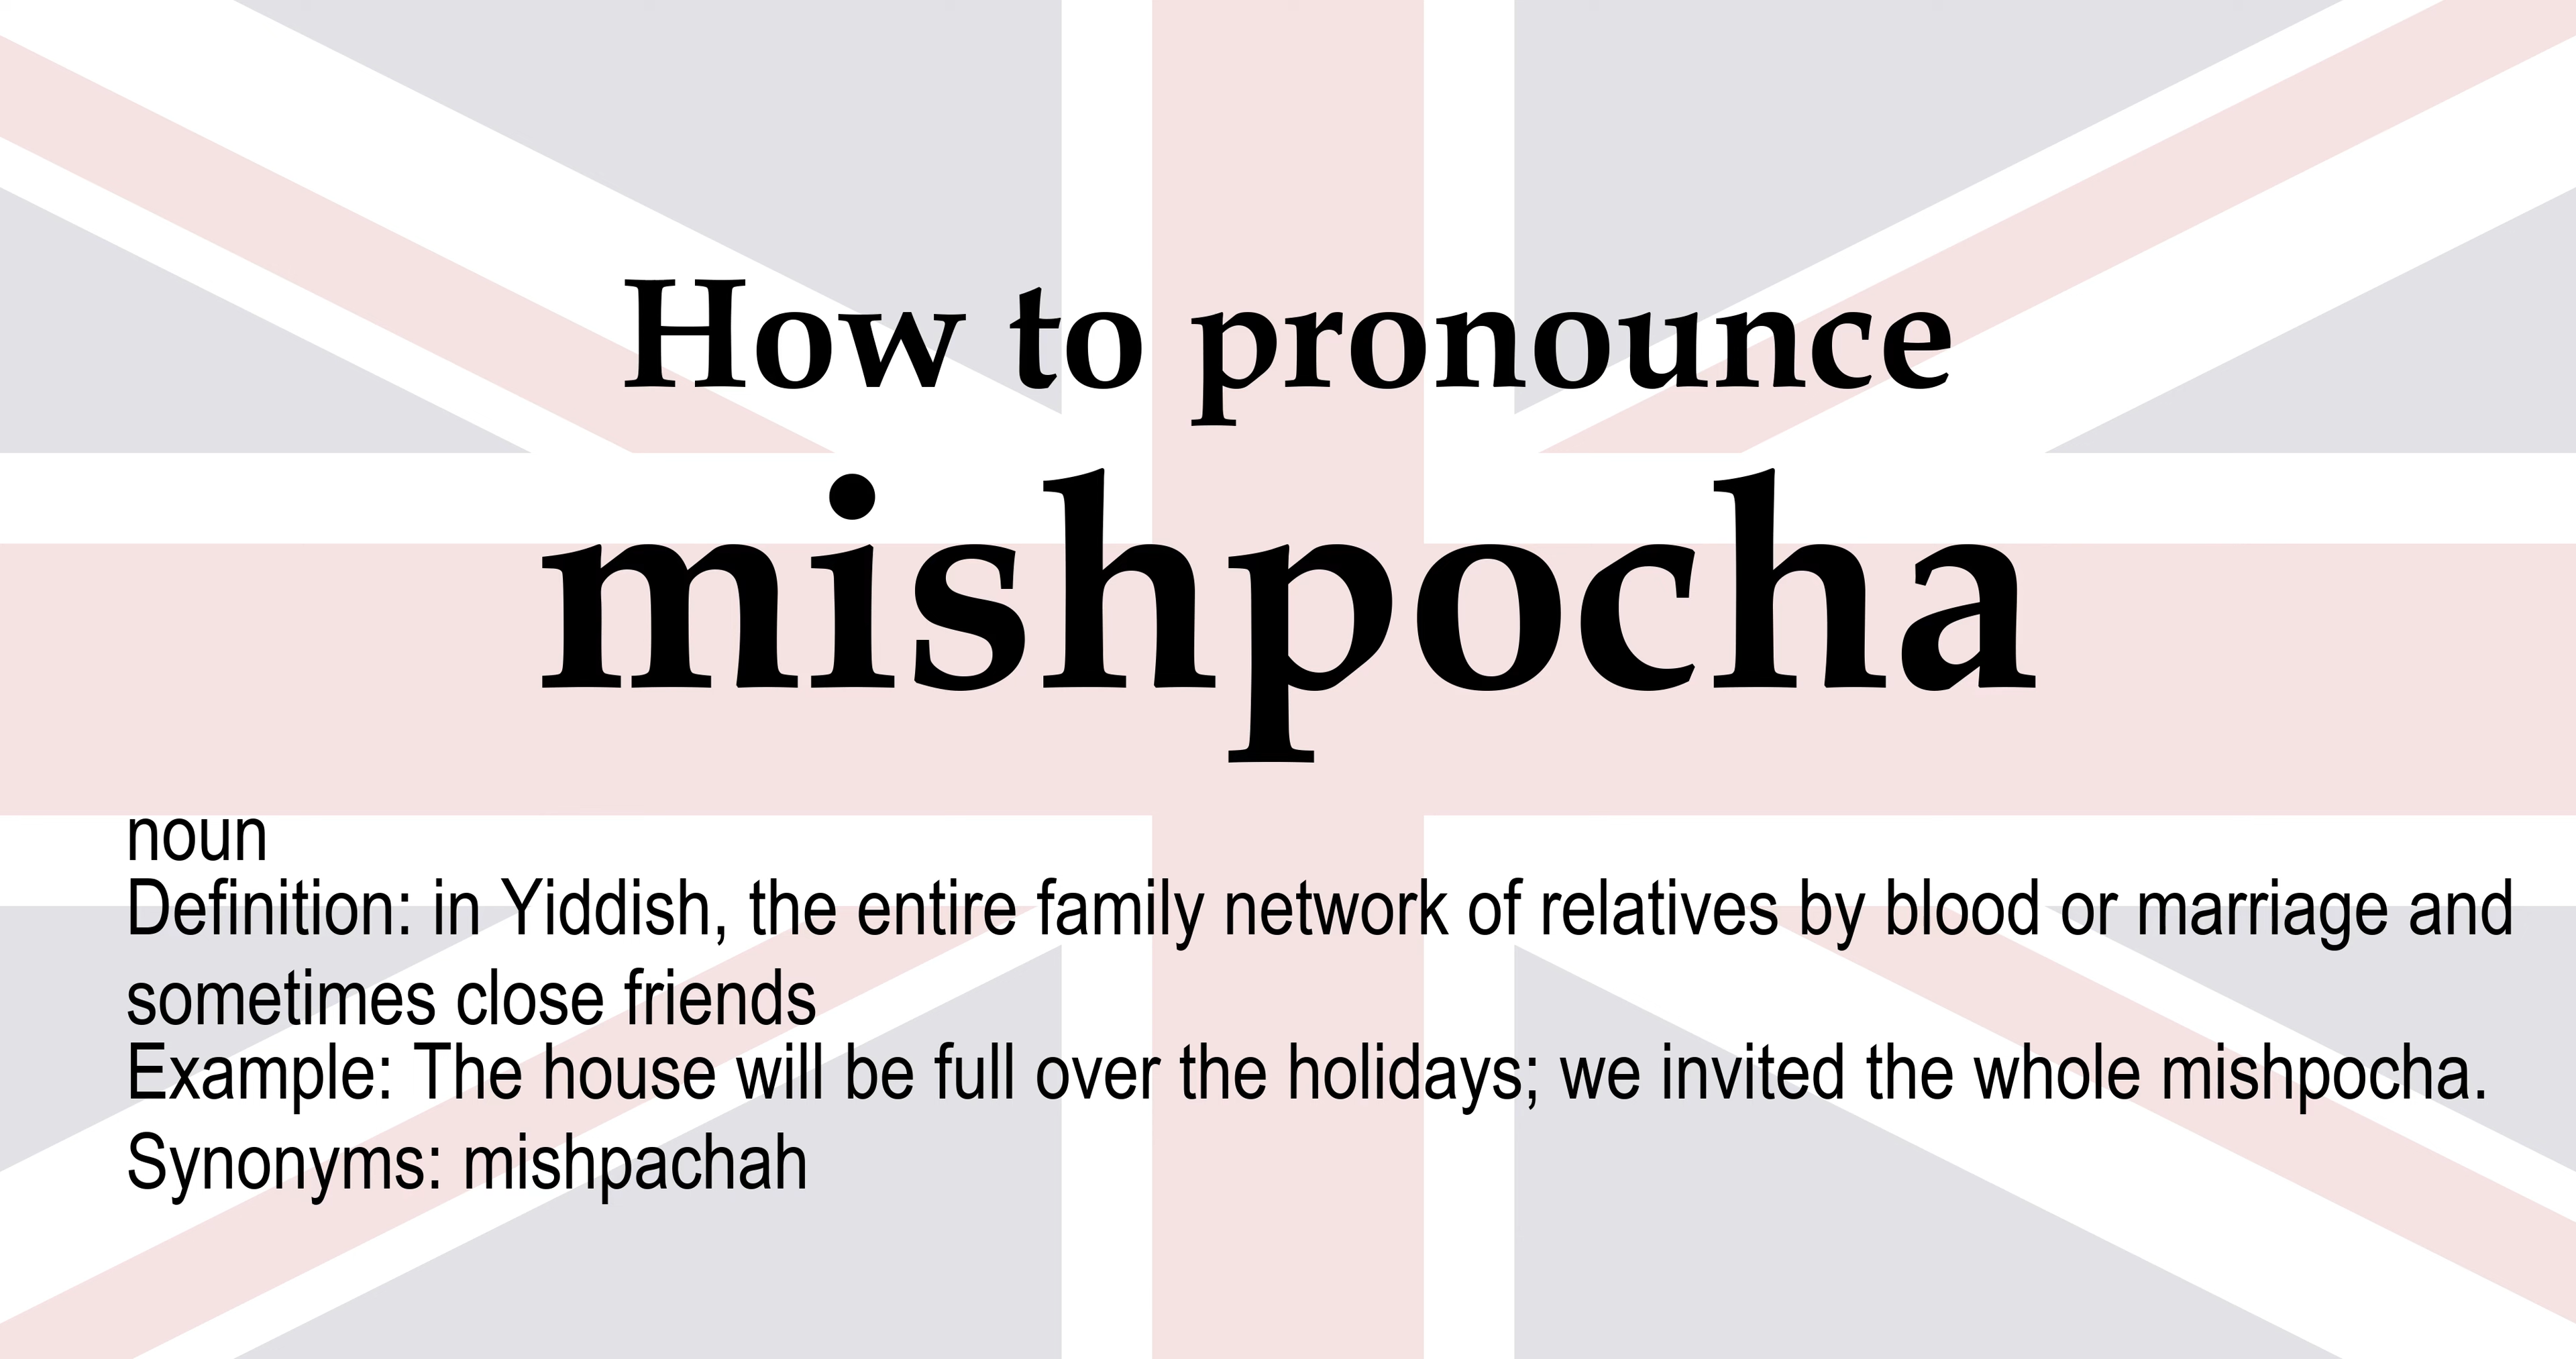 How to pronounce
mishpocha
noun
Definition: in Yiddish, the entire family network of relatives by blood or marriage and
sometimes close friends
Example: The house will be full over the holidays; we invited the whole mishpocha.
Synonyms: mishpachah